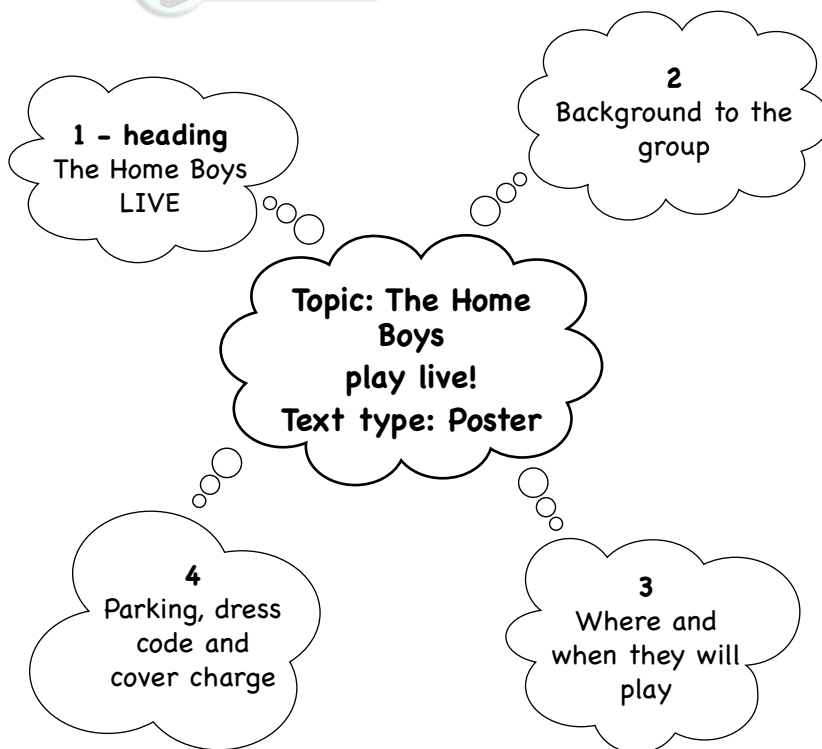 1 - heading
The Home Boys
LIVE
2
Background to the
group
Topic: The Home
Boys
play live!
Text type: Poster
4
Parking, dress
code and
cover charge
3
Where and
when they will
play